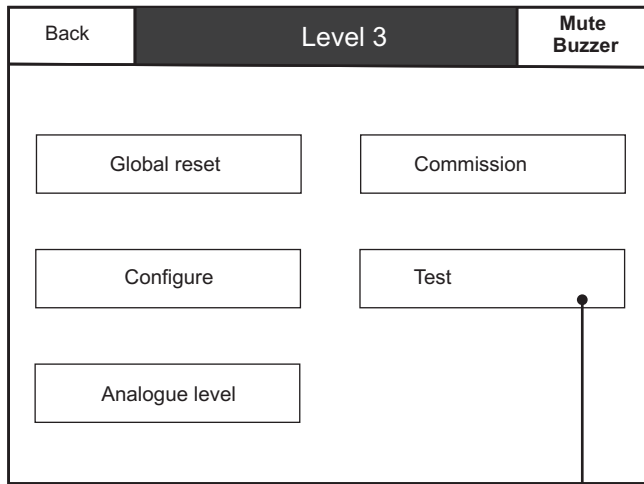 Back
Level 3
Mute
Buzzer
Global reset
Commission
Configure
Test
Analogue level